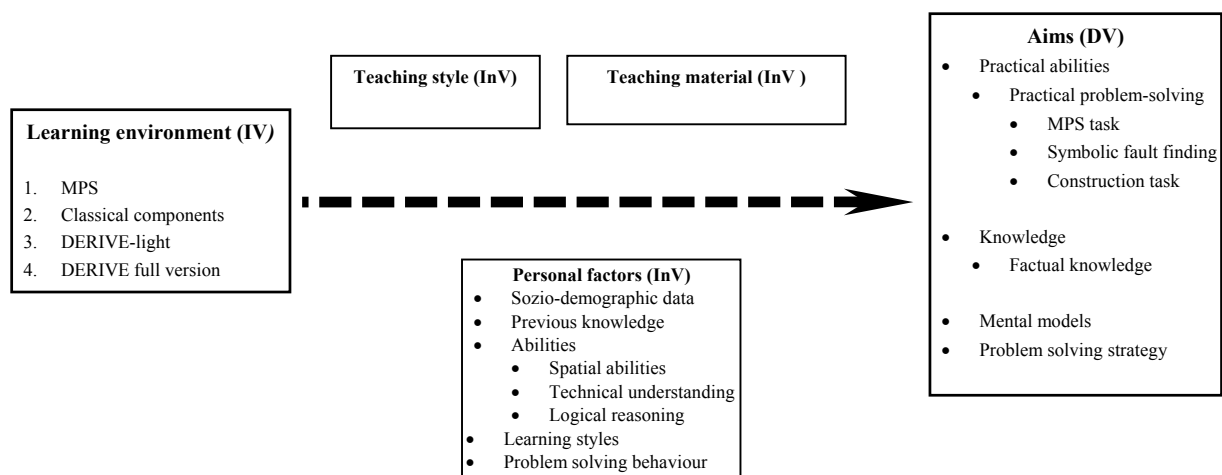 Learning environment (IV)
1. MPS
2. Classical components
3. DERIVE-light
4. DERIVE full version
Teaching style (InV)
Teaching material (InV )
Personal factors (InV)
• Sozio-demographic data
• Previous knowledge
• Abilities
• Spatial abilities
• Technical understanding
• Logical reasoning
• Learning styles
• Problem solving behaviour
Aims (DV)
• Practical abilities
• Practical problem-solving
• MPS task
• Symbolic fault finding
• Construction task
• Knowledge
• Factual knowledge
• Mental models
• Problem solving strategy